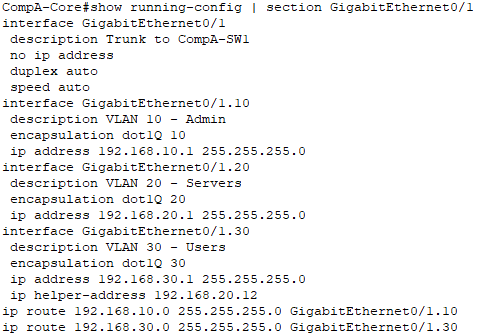 CompA-Core#show running-config | section GigabitEthernet0/1
interface GigabitEthernet0/1
 description Trunk to CompA-SW1
 no ip address
 duplex auto
 speed auto
interface GigabitEthernet0/1.10
 description VLAN 10 - Admin
 encapsulation dot1Q 10
 ip address 192.168.10.1 255.255.255.0
interface GigabitEthernet0/1.20
 description VLAN 20 - Servers
 encapsulation dot1Q 20
 ip address 192.168.20.1 255.255.255.0
interface GigabitEthernet0/1.30
 description VLAN 30 - Users
 encapsulation dot1Q 30
 ip address 192.168.30.1 255.255.255.0
 ip helper-address 192.168.20.12
ip route 192.168.10.0 255.255.255.0 GigabitEthernet0/1.10
ip route 192.168.30.0 255.255.255.0 GigabitEthernet0/1.30